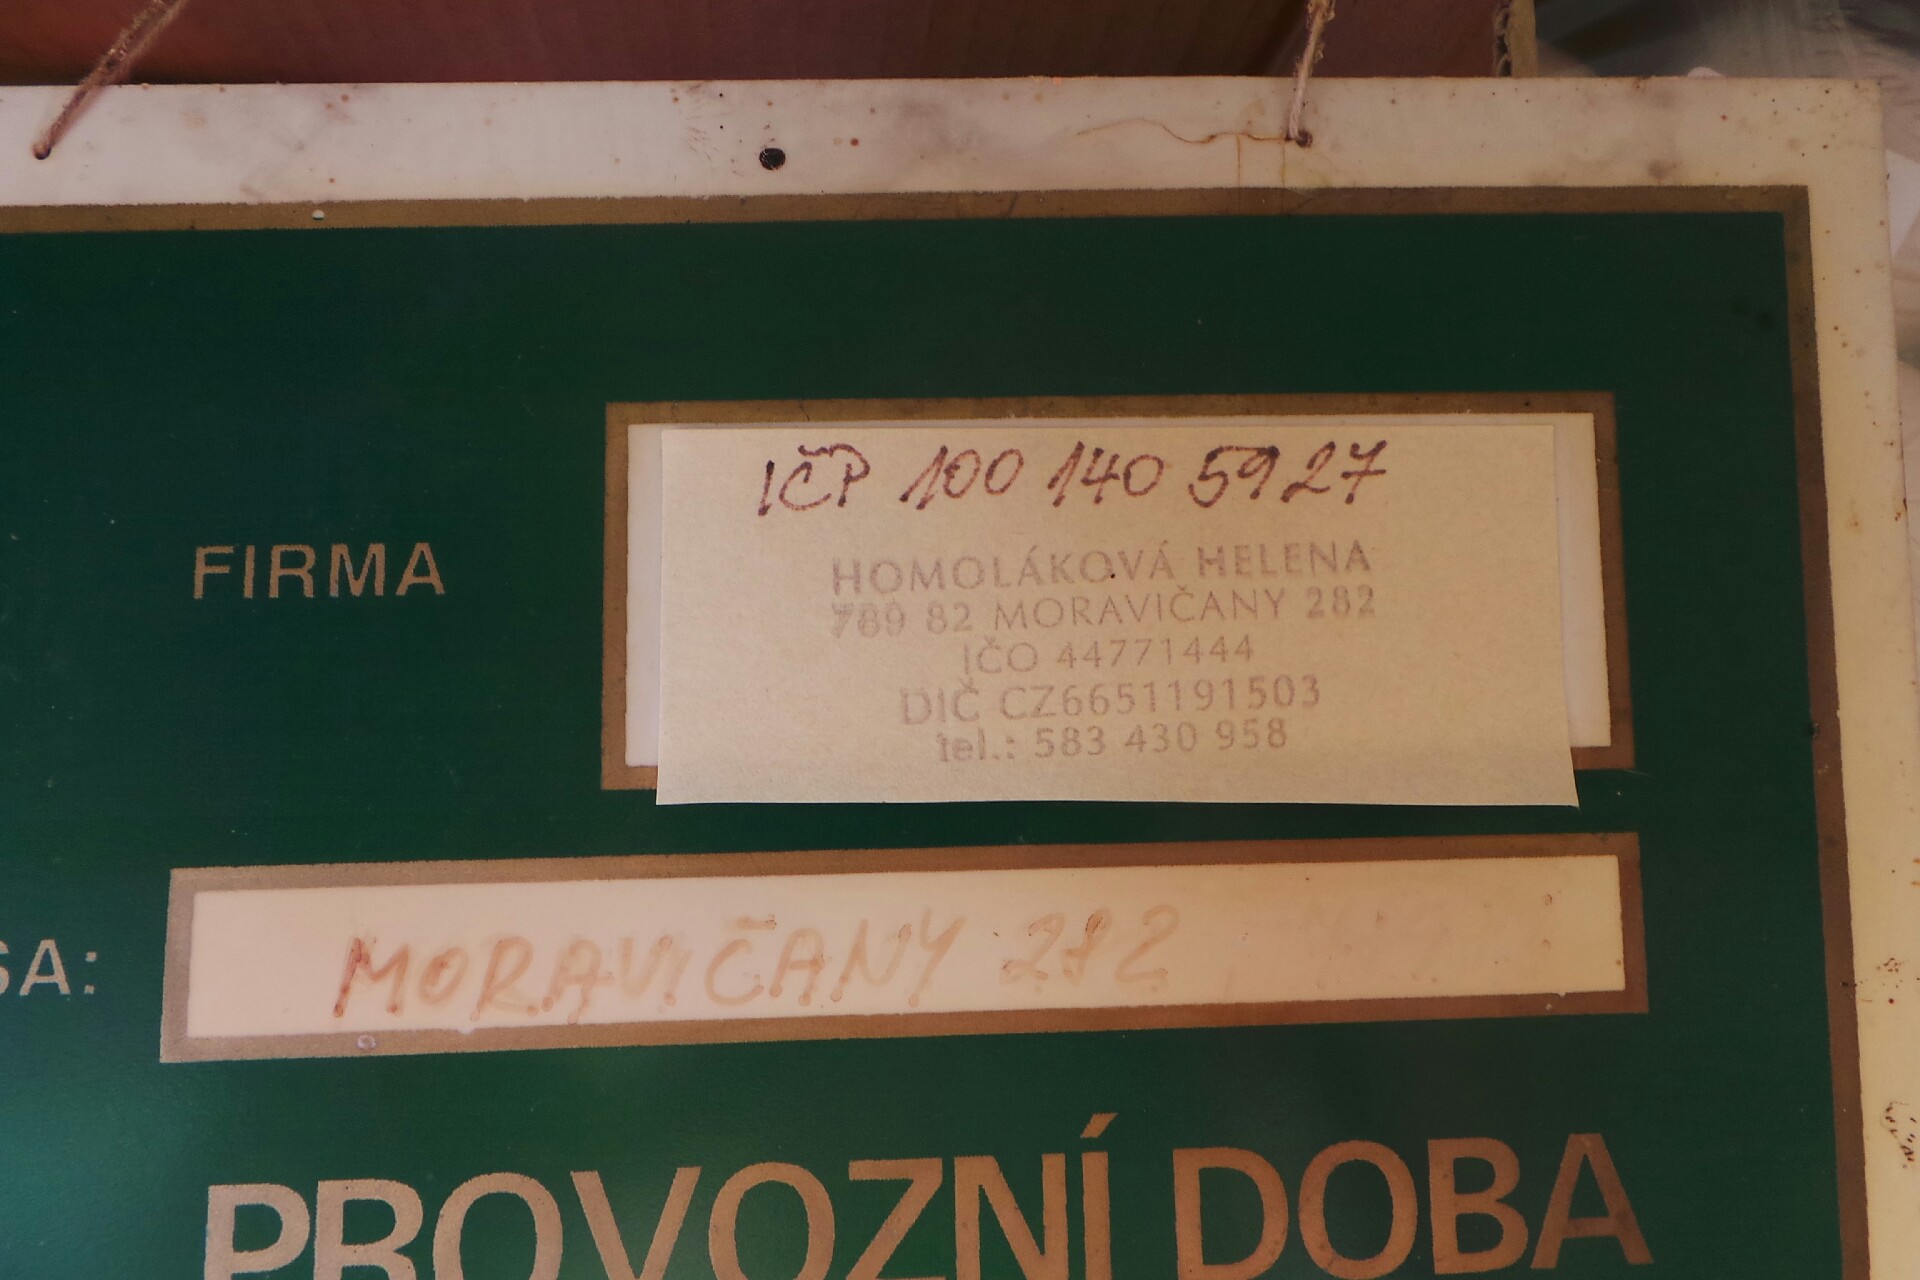 FIRMA
IČP 100 140 5927
HOMOLÁKOVÁ HELENA
789 82 MORAVIČANY 282
IČO 44771444
DIČ CZ6651191503
tel.: 583 430 958
SA:
MORAVIČANY 282
PROVOZNÍ DOBA